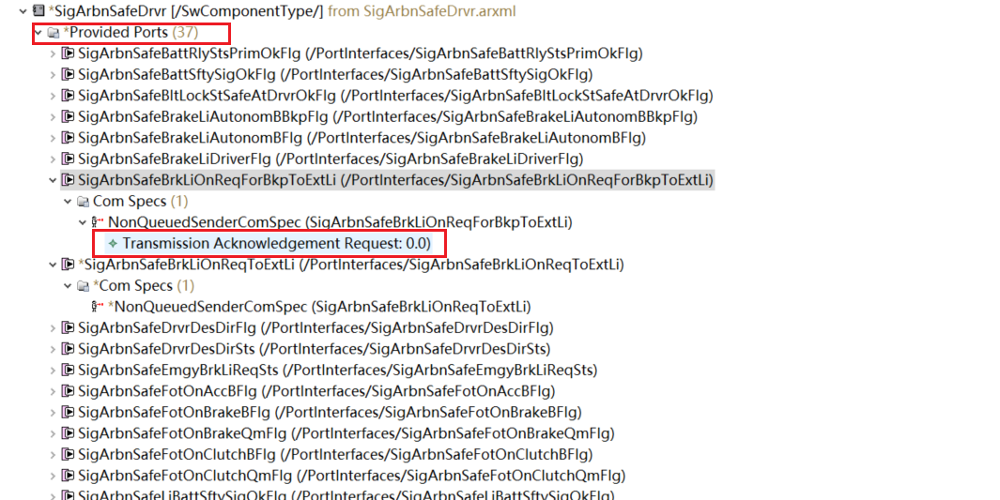 *SigArbnSafeDrvr [/SwComponentType/] from SigArbnSafeDrvr.arxml
*Provided Ports (37)
SigArbnSafeBattRlyStsPrimOkFlg (/PortInterfaces/SigArbnSafeBattRlyStsPrimOkFlg)
SigArbnSafeBattSftySigOkFlg (/PortInterfaces/SigArbnSafeBattSftySigOkFlg)
SigArbnSafeBltLockStSafeAtDrvrOkFlg (/PortInterfaces/SigArbnSafeBltLockStSafeAtDrvrOkFlg)
SigArbnSafeBrakeLiAutonomBBkpFlg (/PortInterfaces/SigArbnSafeBrakeLiAutonomBBkpFlg)
SigArbnSafeBrakeLiAutonomBFlg (/PortInterfaces/SigArbnSafeBrakeLiAutonomBFlg)
SigArbnSafeBrakeLiDriverFlg (/PortInterfaces/SigArbnSafeBrakeLiDriverFlg)
SigArbnSafeBrkLiOnReqForBkpToExtLi (/PortInterfaces/SigArbnSafeBrkLiOnReqForBkpToExtLi)
Com Specs (1)
NonQueuedSenderComSpec (SigArbnSafeBrkLiOnReqForBkpToExtLi)
Transmission Acknowledgement Request: 0.0)
*SigArbnSafeBrkLiOnReqToExtLi (/PortInterfaces/SigArbnSafeBrkLiOnReqToExtLi)
*Com Specs (1)
*NonQueuedSenderComSpec (SigArbnSafeBrkLiOnReqToExtLi)
SigArbnSafeDrvrDesDirFlg (/PortInterfaces/SigArbnSafeDrvrDesDirFlg)
SigArbnSafeDrvrDesDirSts (/PortInterfaces/SigArbnSafeDrvrDesDirSts)
SigArbnSafeEmgyBrkLiReqSts (/PortInterfaces/SigArbnSafeEmgyBrkLiReqSts)
SigArbnSafeFotOnAccBFlg (/PortInterfaces/SigArbnSafeFotOnAccBFlg)
SigArbnSafeFotOnBrakeBFlg (/PortInterfaces/SigArbnSafeFotOnBrakeBFlg)
SigArbnSafeFotOnBrakeQmFlg (/PortInterfaces/SigArbnSafeFotOnBrakeQmFlg)
SigArbnSafeFotOnClutchBFlg (/PortInterfaces/SigArbnSafeFotOnClutchBFlg)
SigArbnSafeFotOnClutchQmFlg (/PortInterfaces/SigArbnSafeFotOnClutchQmFlg)
SigArbnSafeLiBattSftySigOkFlg (/PortInterfaces/SigArbnSafeLiBattSftySigOkFlg)